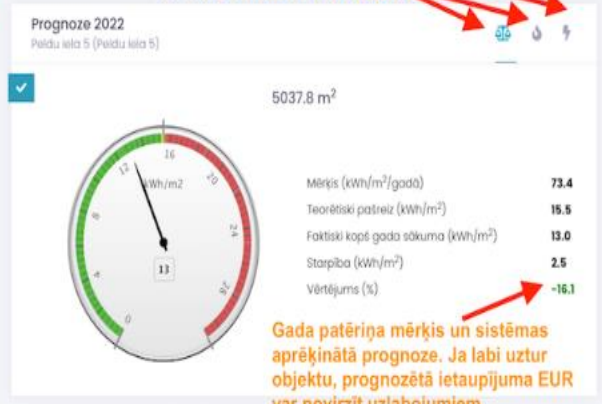 Prognoze 2022
Peldu iela 5 (Peldu iela 5)
5037.8 m²
0
4
8
12
16
20
24
28
kWh/m2
13
Mērķis (kWh/m²/gadā) 73.4
Teorētiski pašreiz (kWh/m²) 15.5
Faktiski kopš gada sākuma (kWh/m²) 13.0
Starpība (kWh/m²) 2.5
Vērtējums (%) -16.1
Gada patēriņa mērķis un sistēmas
aprēķinātā prognoze. Ja labi uztur
objektu, prognozētā ietaupījuma EUR
var novirzīt uzlabojumiem